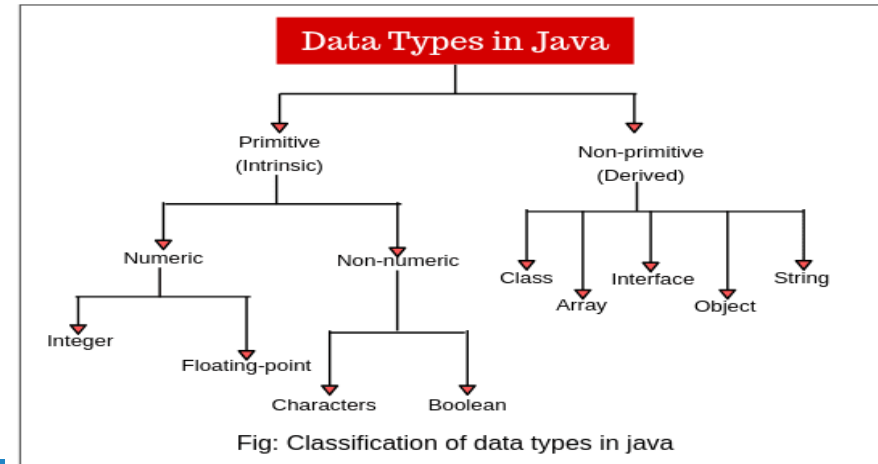 Data Types in Java
Primitive
(Intrinsic)
Non-primitive
(Derived)
Numeric
Non-numeric
Class
Array
Interface
Object
String
Integer
Floating-point
Characters
Boolean
Fig: Classification of data types in java